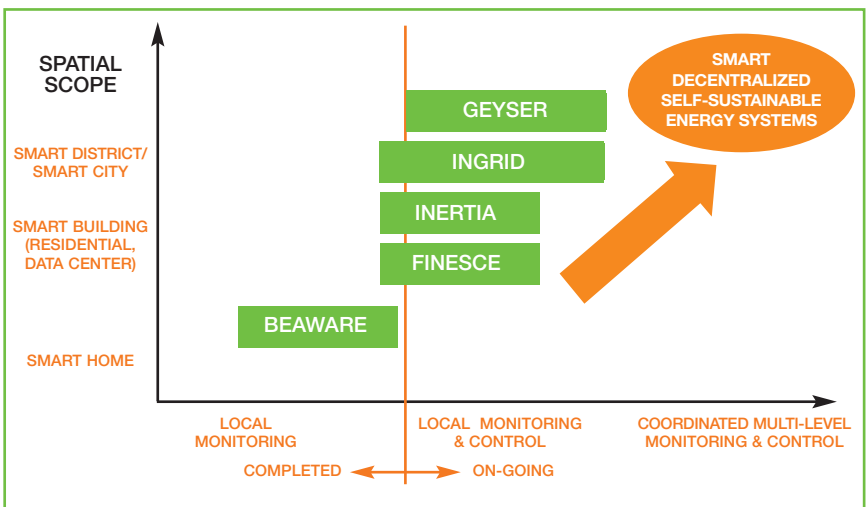 SPATIAL
SCOPE
SMART
DECENTRALIZED
SELF-SUSTAINABLE
ENERGY SYSTEMS
GEYSER
SMART DISTRICT/
SMART CITY
INGRID
SMART BUILDING
(RESIDENTIAL,
DATA CENTER)
INERTIA
FINESCE
BEAWARE
SMART HOME
LOCAL
MONITORING
LOCAL MONITORING
& CONTROL
COORDINATED MULTI-LEVEL
MONITORING & CONTROL
COMPLETED
ON-GOING